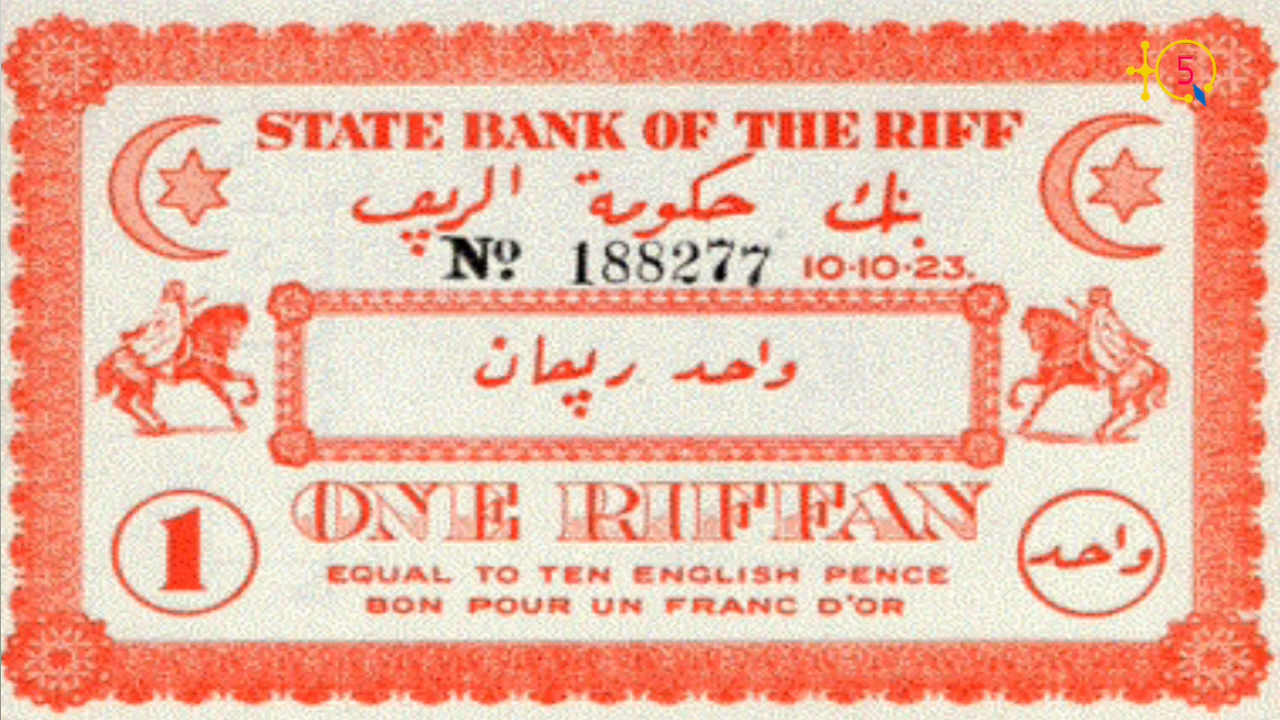 5
STATE BANK OF THE RIFF
بنك حكومة الريف
Nº 188277 10·10·23.
واحد ريفان
ONE RIFFAN
1
واحد
EQUAL TO TEN ENGLISH PENCE
BON POUR UN FRANC D'OR